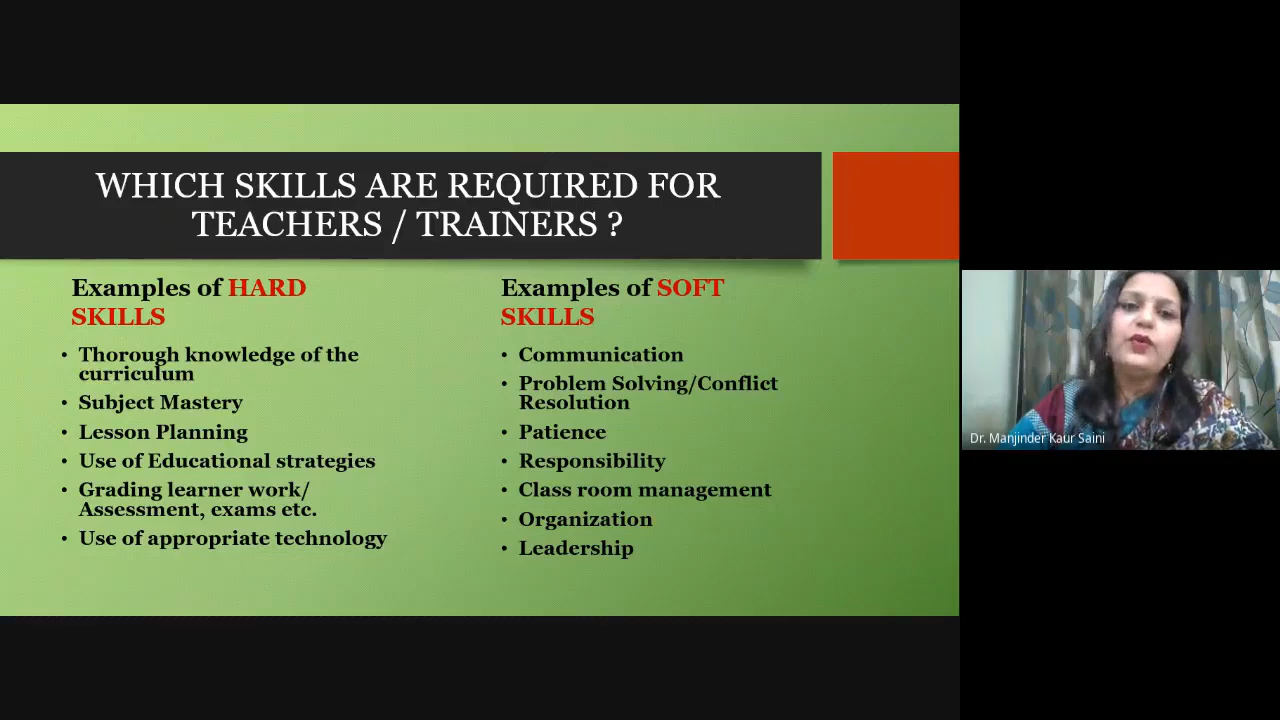 WHICH SKILLS ARE REQUIRED FOR
TEACHERS / TRAINERS ?
Examples of HARD
SKILLS
• Thorough knowledge of the
curriculum
• Subject Mastery
• Lesson Planning
• Use of Educational strategies
• Grading learner work/
Assessment, exams etc.
• Use of appropriate technology
Examples of SOFT
SKILLS
• Communication
• Problem Solving/Conflict
Resolution
• Patience
• Responsibility
• Class room management
• Organization
• Leadership
Dr. Manjinder Kaur Saini